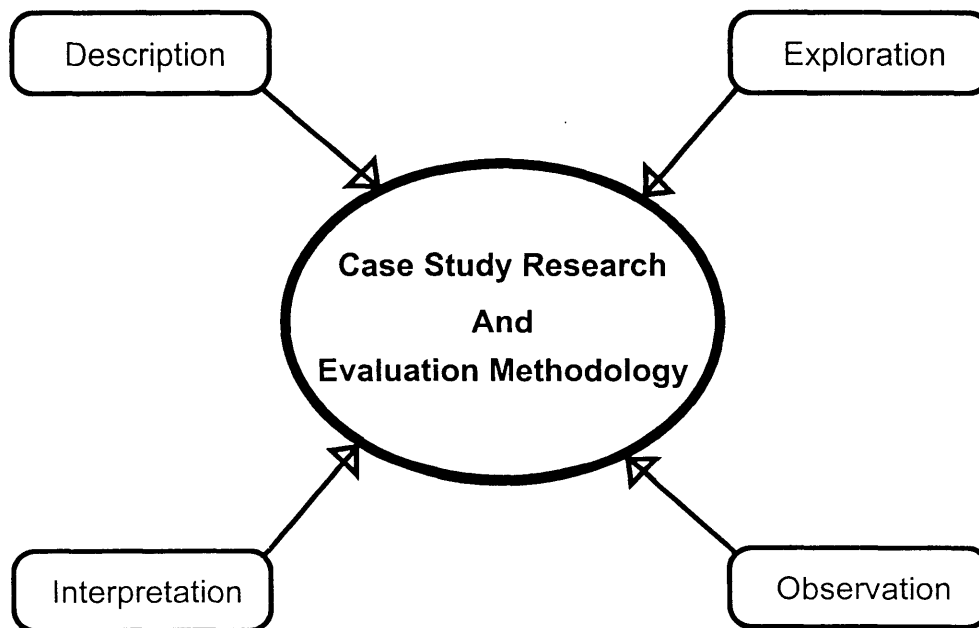 Description
Exploration
Case Study Research
And
Evaluation Methodology
Interpretation
Observation